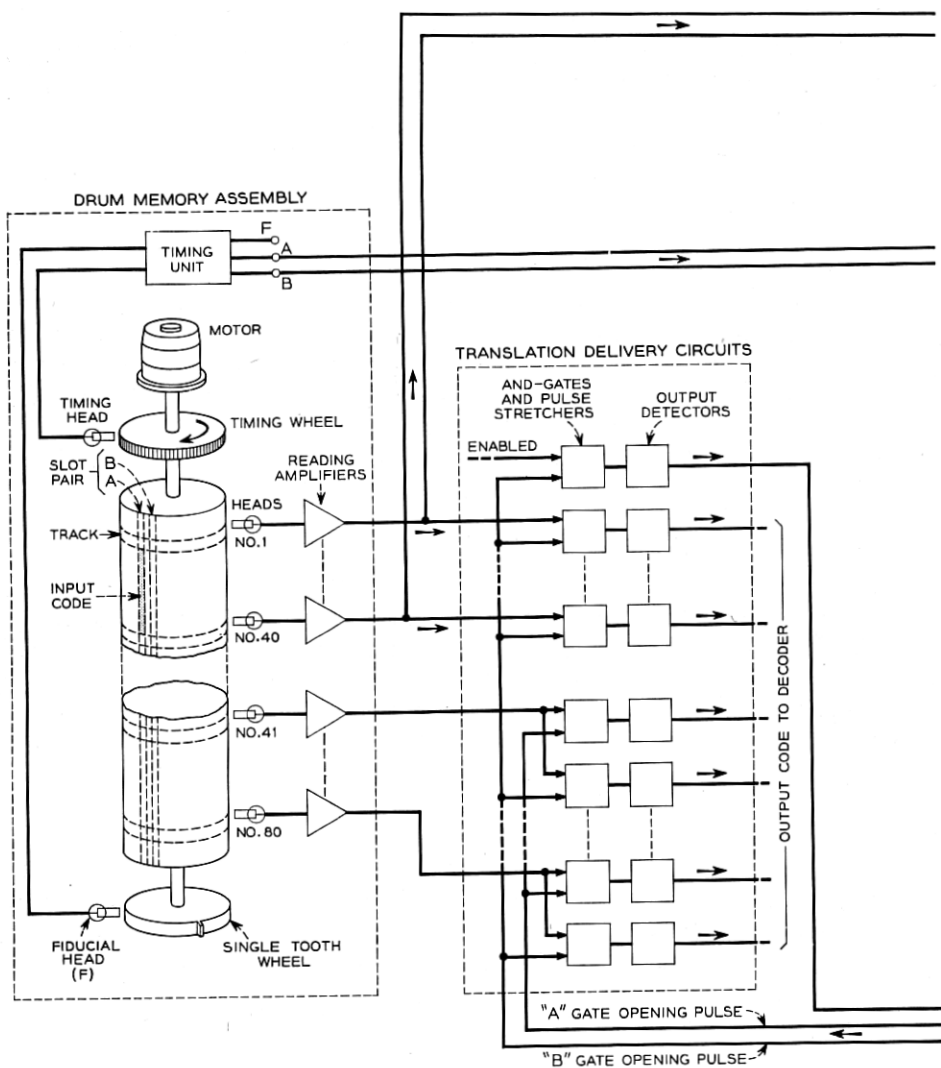 DRUM MEMORY ASSEMBLY
F
TIMING
UNIT
A
B
MOTOR
TIMING
HEAD
TIMING WHEEL
SLOT
PAIR
B
A
READING
AMPLIFIERS
HEADS
TRACK
NO.1
INPUT
CODE
NO.40
NO.41
NO.80
FIDUCIAL
HEAD
(F)
SINGLE TOOTH
WHEEL
TRANSLATION DELIVERY CIRCUITS
AND-GATES
AND PULSE
STRETCHERS
OUTPUT
DETECTORS
ENABLED
OUTPUT CODE TO DECODER
"A" GATE OPENING PULSE
"B" GATE OPENING PULSE